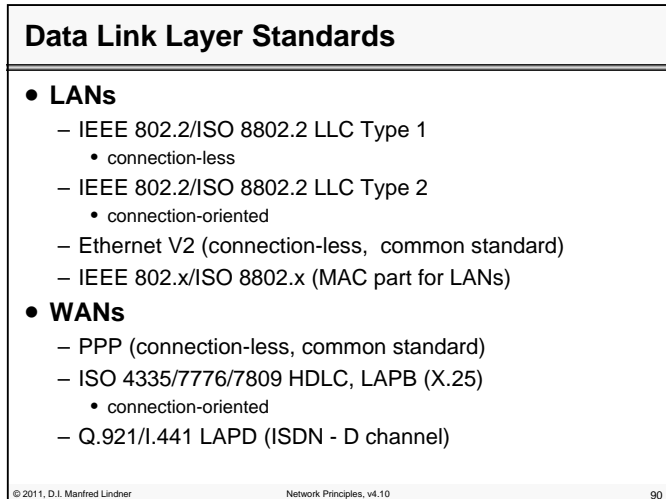 Data Link Layer Standards
• LANs
– IEEE 802.2/ISO 8802.2 LLC Type 1
• connection-less
– IEEE 802.2/ISO 8802.2 LLC Type 2
• connection-oriented
– Ethernet V2 (connection-less, common standard)
– IEEE 802.x/ISO 8802.x (MAC part for LANs)
• WANs
– PPP (connection-less, common standard)
– ISO 4335/7776/7809 HDLC, LAPB (X.25)
• connection-oriented
– Q.921/I.441 LAPD (ISDN - D channel)
© 2011, D.I. Manfred Lindner Network Principles, v4.10 90